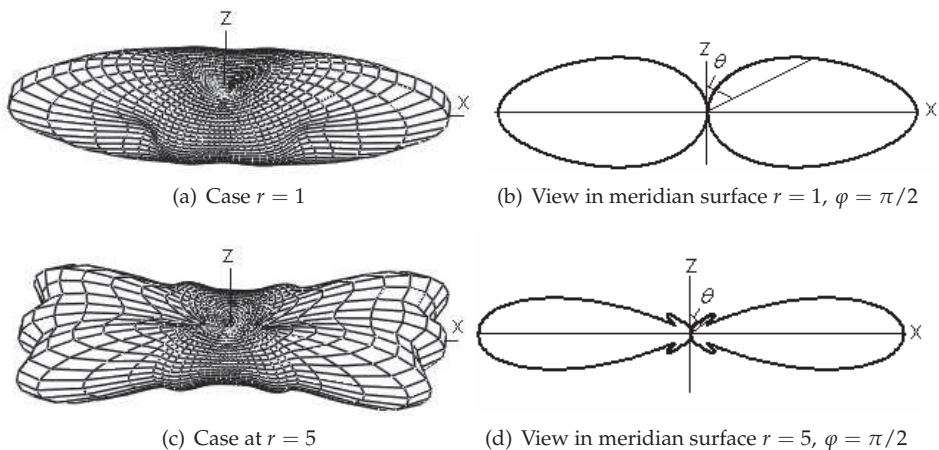 Z
X
(a) Case r = 1
Z
θ
X
(b) View in meridian surface r = 1, φ = π/2
Z
X
(c) Case at r = 5
Z
θ
X
(d) View in meridian surface r = 5, φ = π/2